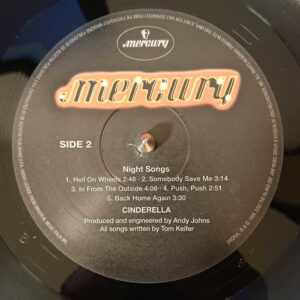 mercury
mercury
SIDE 2
Night Songs
1. Hell On Wheels 2:48 - 2. Somebody Save Me 3:14
3. In From The Outside 4:06 - 4. Push, Push 2:51
5. Back Home Again 3:30
CINDERELLA
Produced and engineered by Andy Johns
All songs written by Tom Keifer